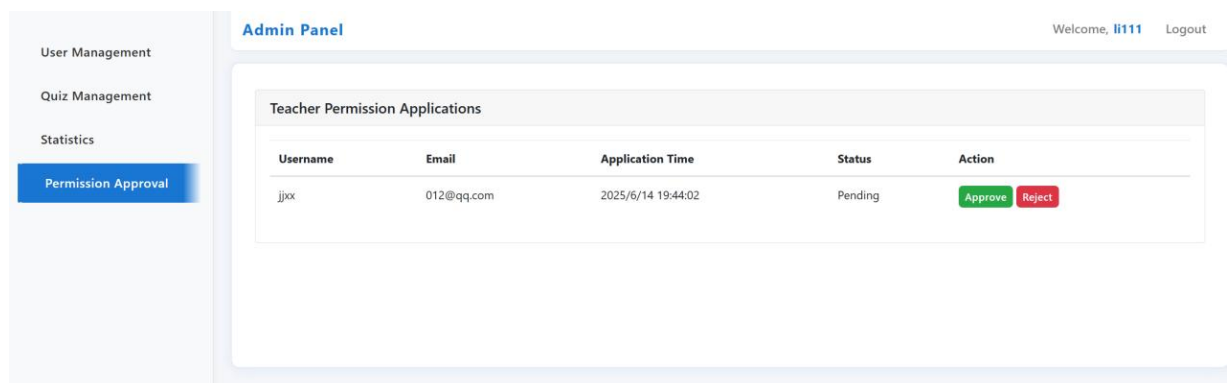 Admin Panel
Welcome, li111 Logout
User Management
Quiz Management
Statistics
Permission Approval
Teacher Permission Applications
Username Email Application Time Status Action
jjxx 012@qq.com 2025/6/14 19:44:02 Pending Approve Reject